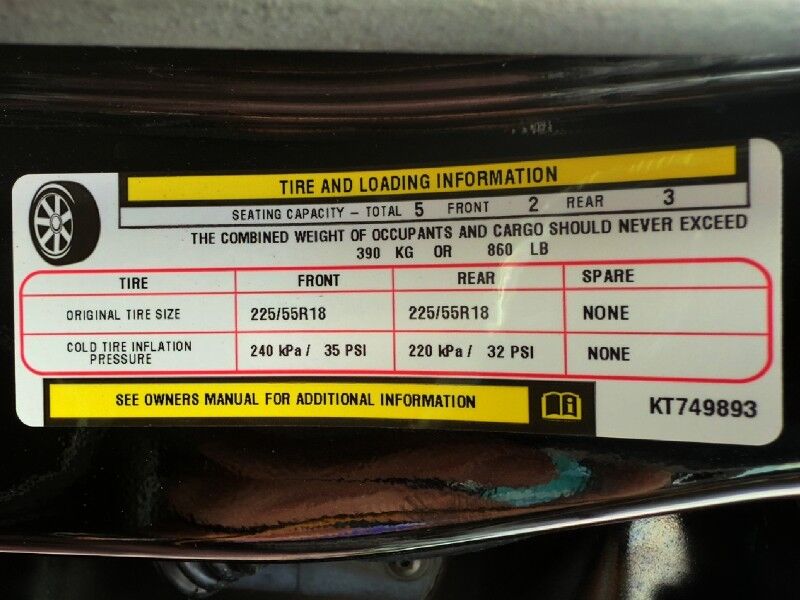 TIRE AND LOADING INFORMATION
SEATING CAPACITY – TOTAL 5 FRONT 2 REAR 3
THE COMBINED WEIGHT OF OCCUPANTS AND CARGO SHOULD NEVER EXCEED
390 KG OR 860 LB
TIRE FRONT REAR SPARE
ORIGINAL TIRE SIZE 225/55R18 225/55R18 NONE
COLD TIRE INFLATION PRESSURE 240 kPa / 35 PSI 220 kPa / 32 PSI NONE
SEE OWNERS MANUAL FOR ADDITIONAL INFORMATION
KT749893